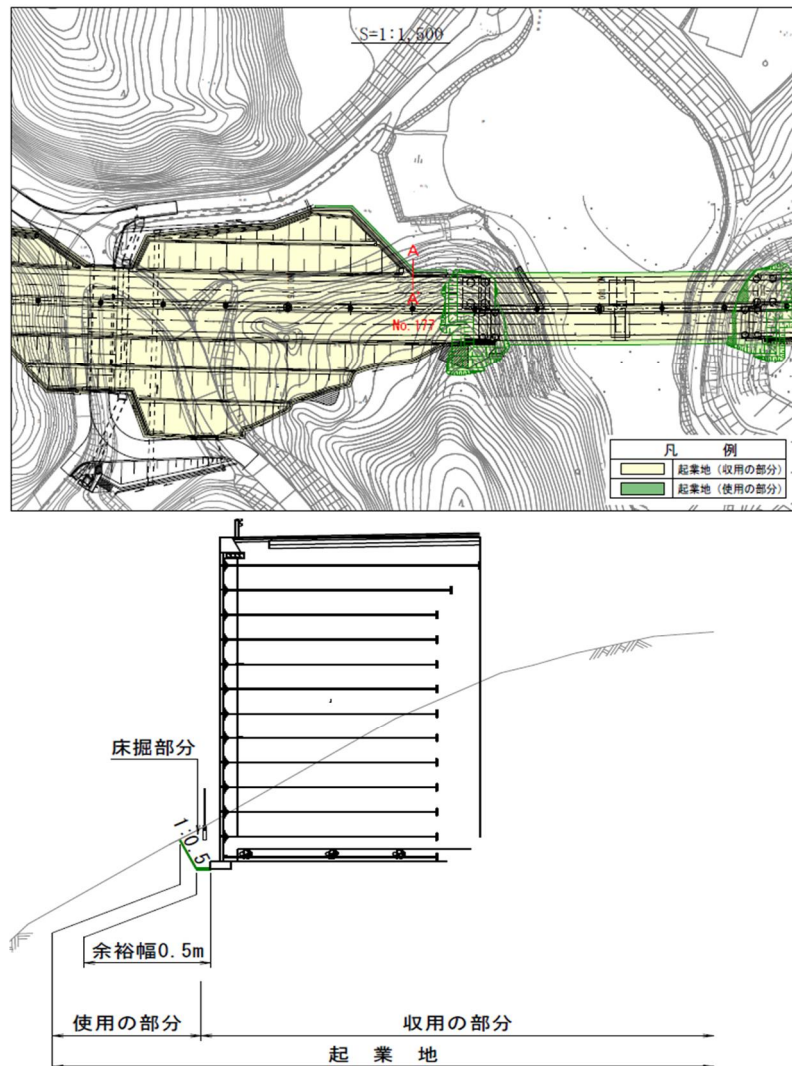 S=1:1,500
A
A'
No.177
凡 例
起業地（収用の部分）
起業地（使用の部分）
床掘部分
1:0.5
余裕幅0.5m
使用の部分
収用の部分
起 業 地